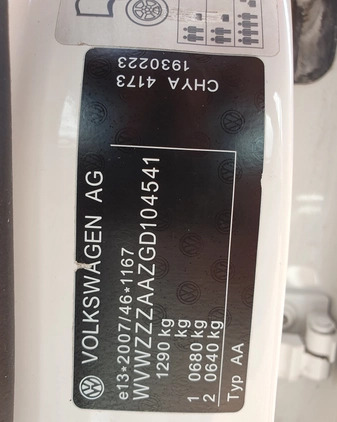 VOLKSWAGEN AG
e13*2007/46*1167
WVWZZZAAZGD104541
1290 kg
kg
1 0680 kg
2 0640 kg
Typ AA
CHYA 4173
1930223